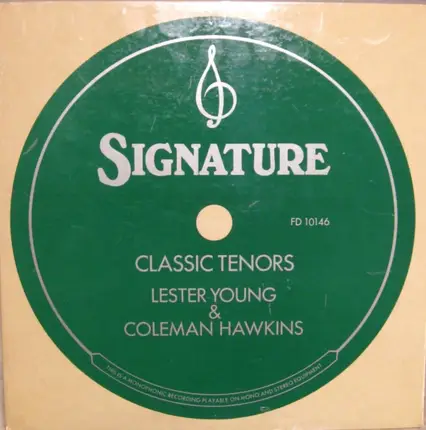 SIGNATURE
FD 10146
CLASSIC TENORS
LESTER YOUNG
&
COLEMAN HAWKINS
THIS IS A MONOPHONIC RECORDING PLAYABLE ON MONO AND STEREO EQUIPMENT